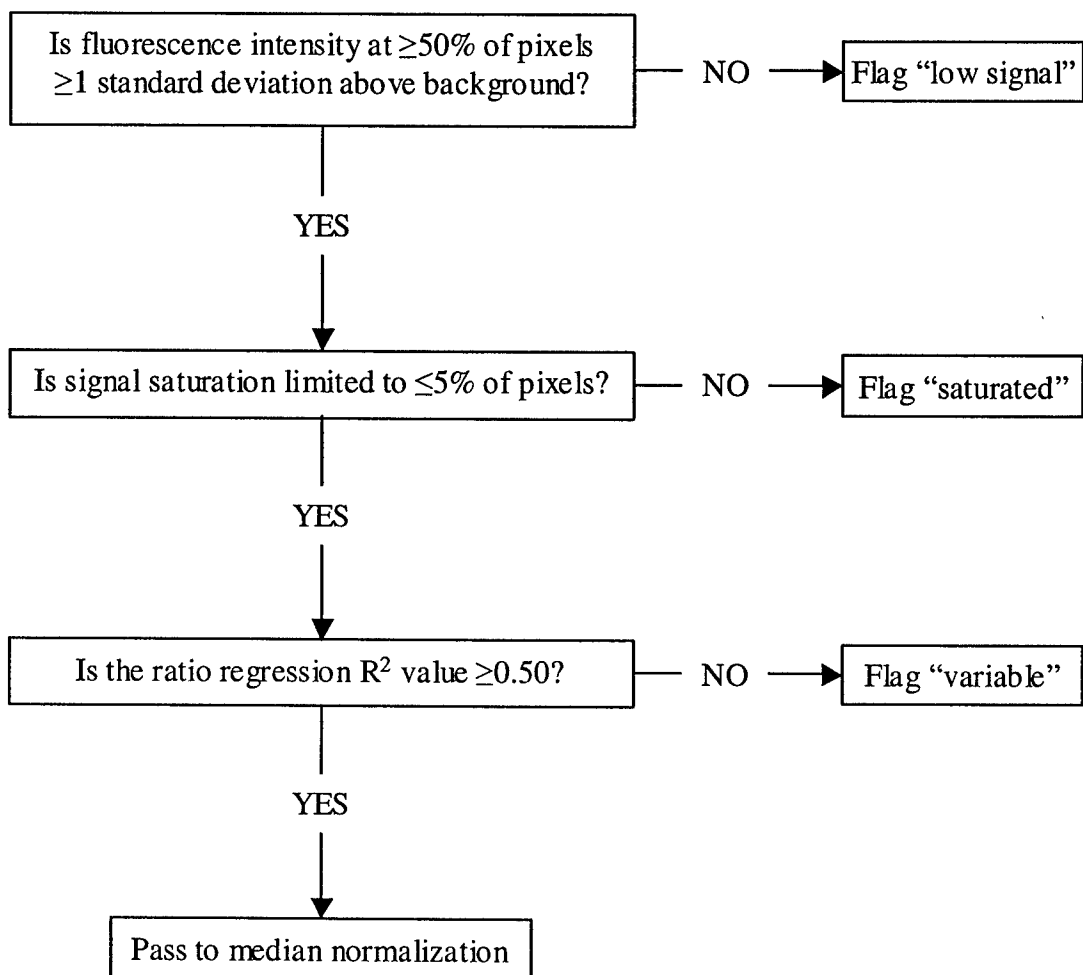 Is fluorescence intensity at ≥50% of pixels
≥1 standard deviation above background?
NO
Flag “low signal”
YES
Is signal saturation limited to ≤5% of pixels?
NO
Flag “saturated”
YES
Is the ratio regression R² value ≥0.50?
NO
Flag “variable”
YES
Pass to median normalization